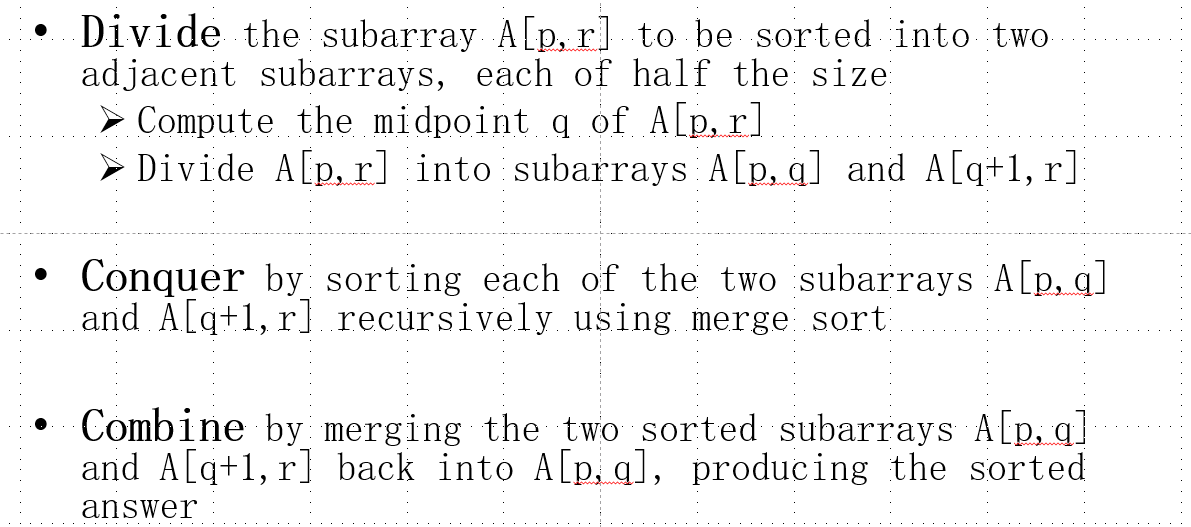 • Divide the subarray A[p,r] to be sorted into two
adjacent subarrays, each of half the size
➢ Compute the midpoint q of A[p,r]
➢ Divide A[p,r] into subarrays A[p,q] and A[q+1,r]
• Conquer by sorting each of the two subarrays A[p,q]
and A[q+1,r] recursively using merge sort
• Combine by merging the two sorted subarrays A[p,q]
and A[q+1,r] back into A[p,q], producing the sorted
answer